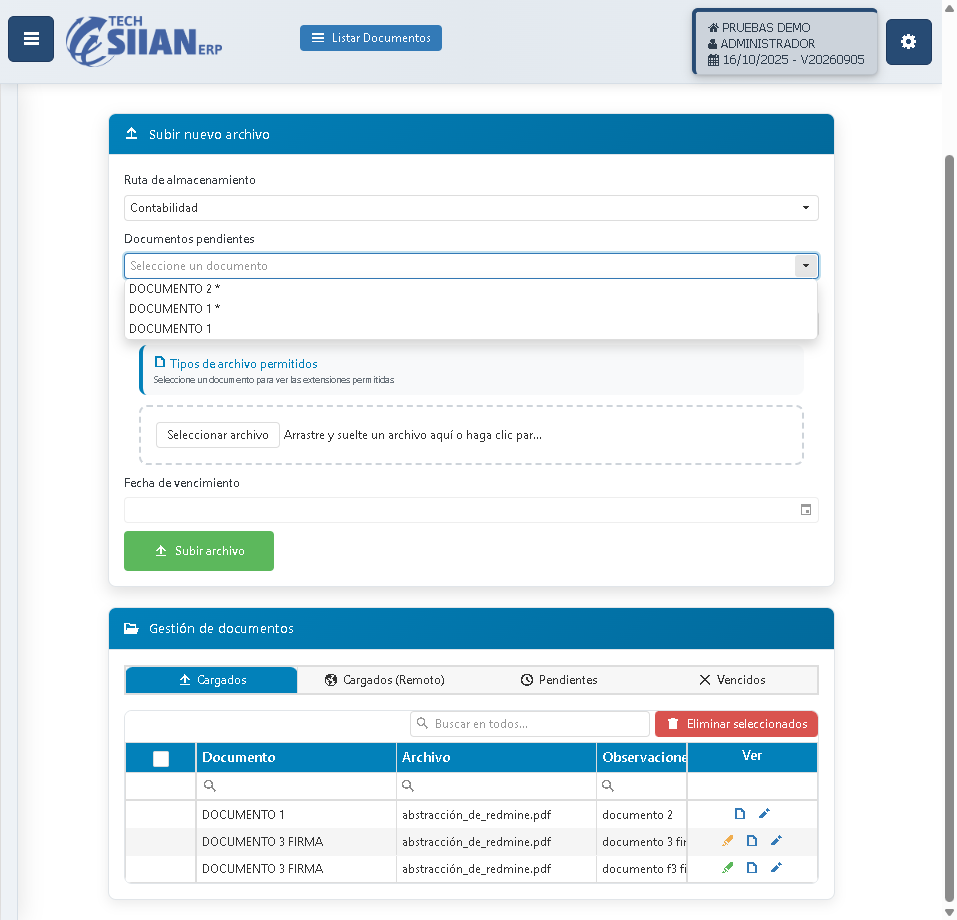 TECH
SIIAN ERP
Listar Documentos
PRUEBAS DEMO
ADMINISTRADOR
16/10/2025 - V20260905
Subir nuevo archivo
Ruta de almacenamiento
Contabilidad
Documentos pendientes
Seleccione un documento
DOCUMENTO 2 *
DOCUMENTO 1 *
DOCUMENTO 1
Tipos de archivo permitidos
Seleccione un documento para ver las extensiones permitidas
Seleccionar archivo Arrastre y suelte un archivo aquí o haga clic par...
Fecha de vencimiento
Subir archivo
Gestión de documentos
Cargados Cargados (Remoto) Pendientes Vencidos
Buscar en todos... Eliminar seleccionados
Documento Archivo Observacione Ver
DOCUMENTO 1 abstracción_de_redmine.pdf documento 2
DOCUMENTO 3 FIRMA abstracción_de_redmine.pdf documento 3 fir
DOCUMENTO 3 FIRMA abstracción_de_redmine.pdf documento f3 fi